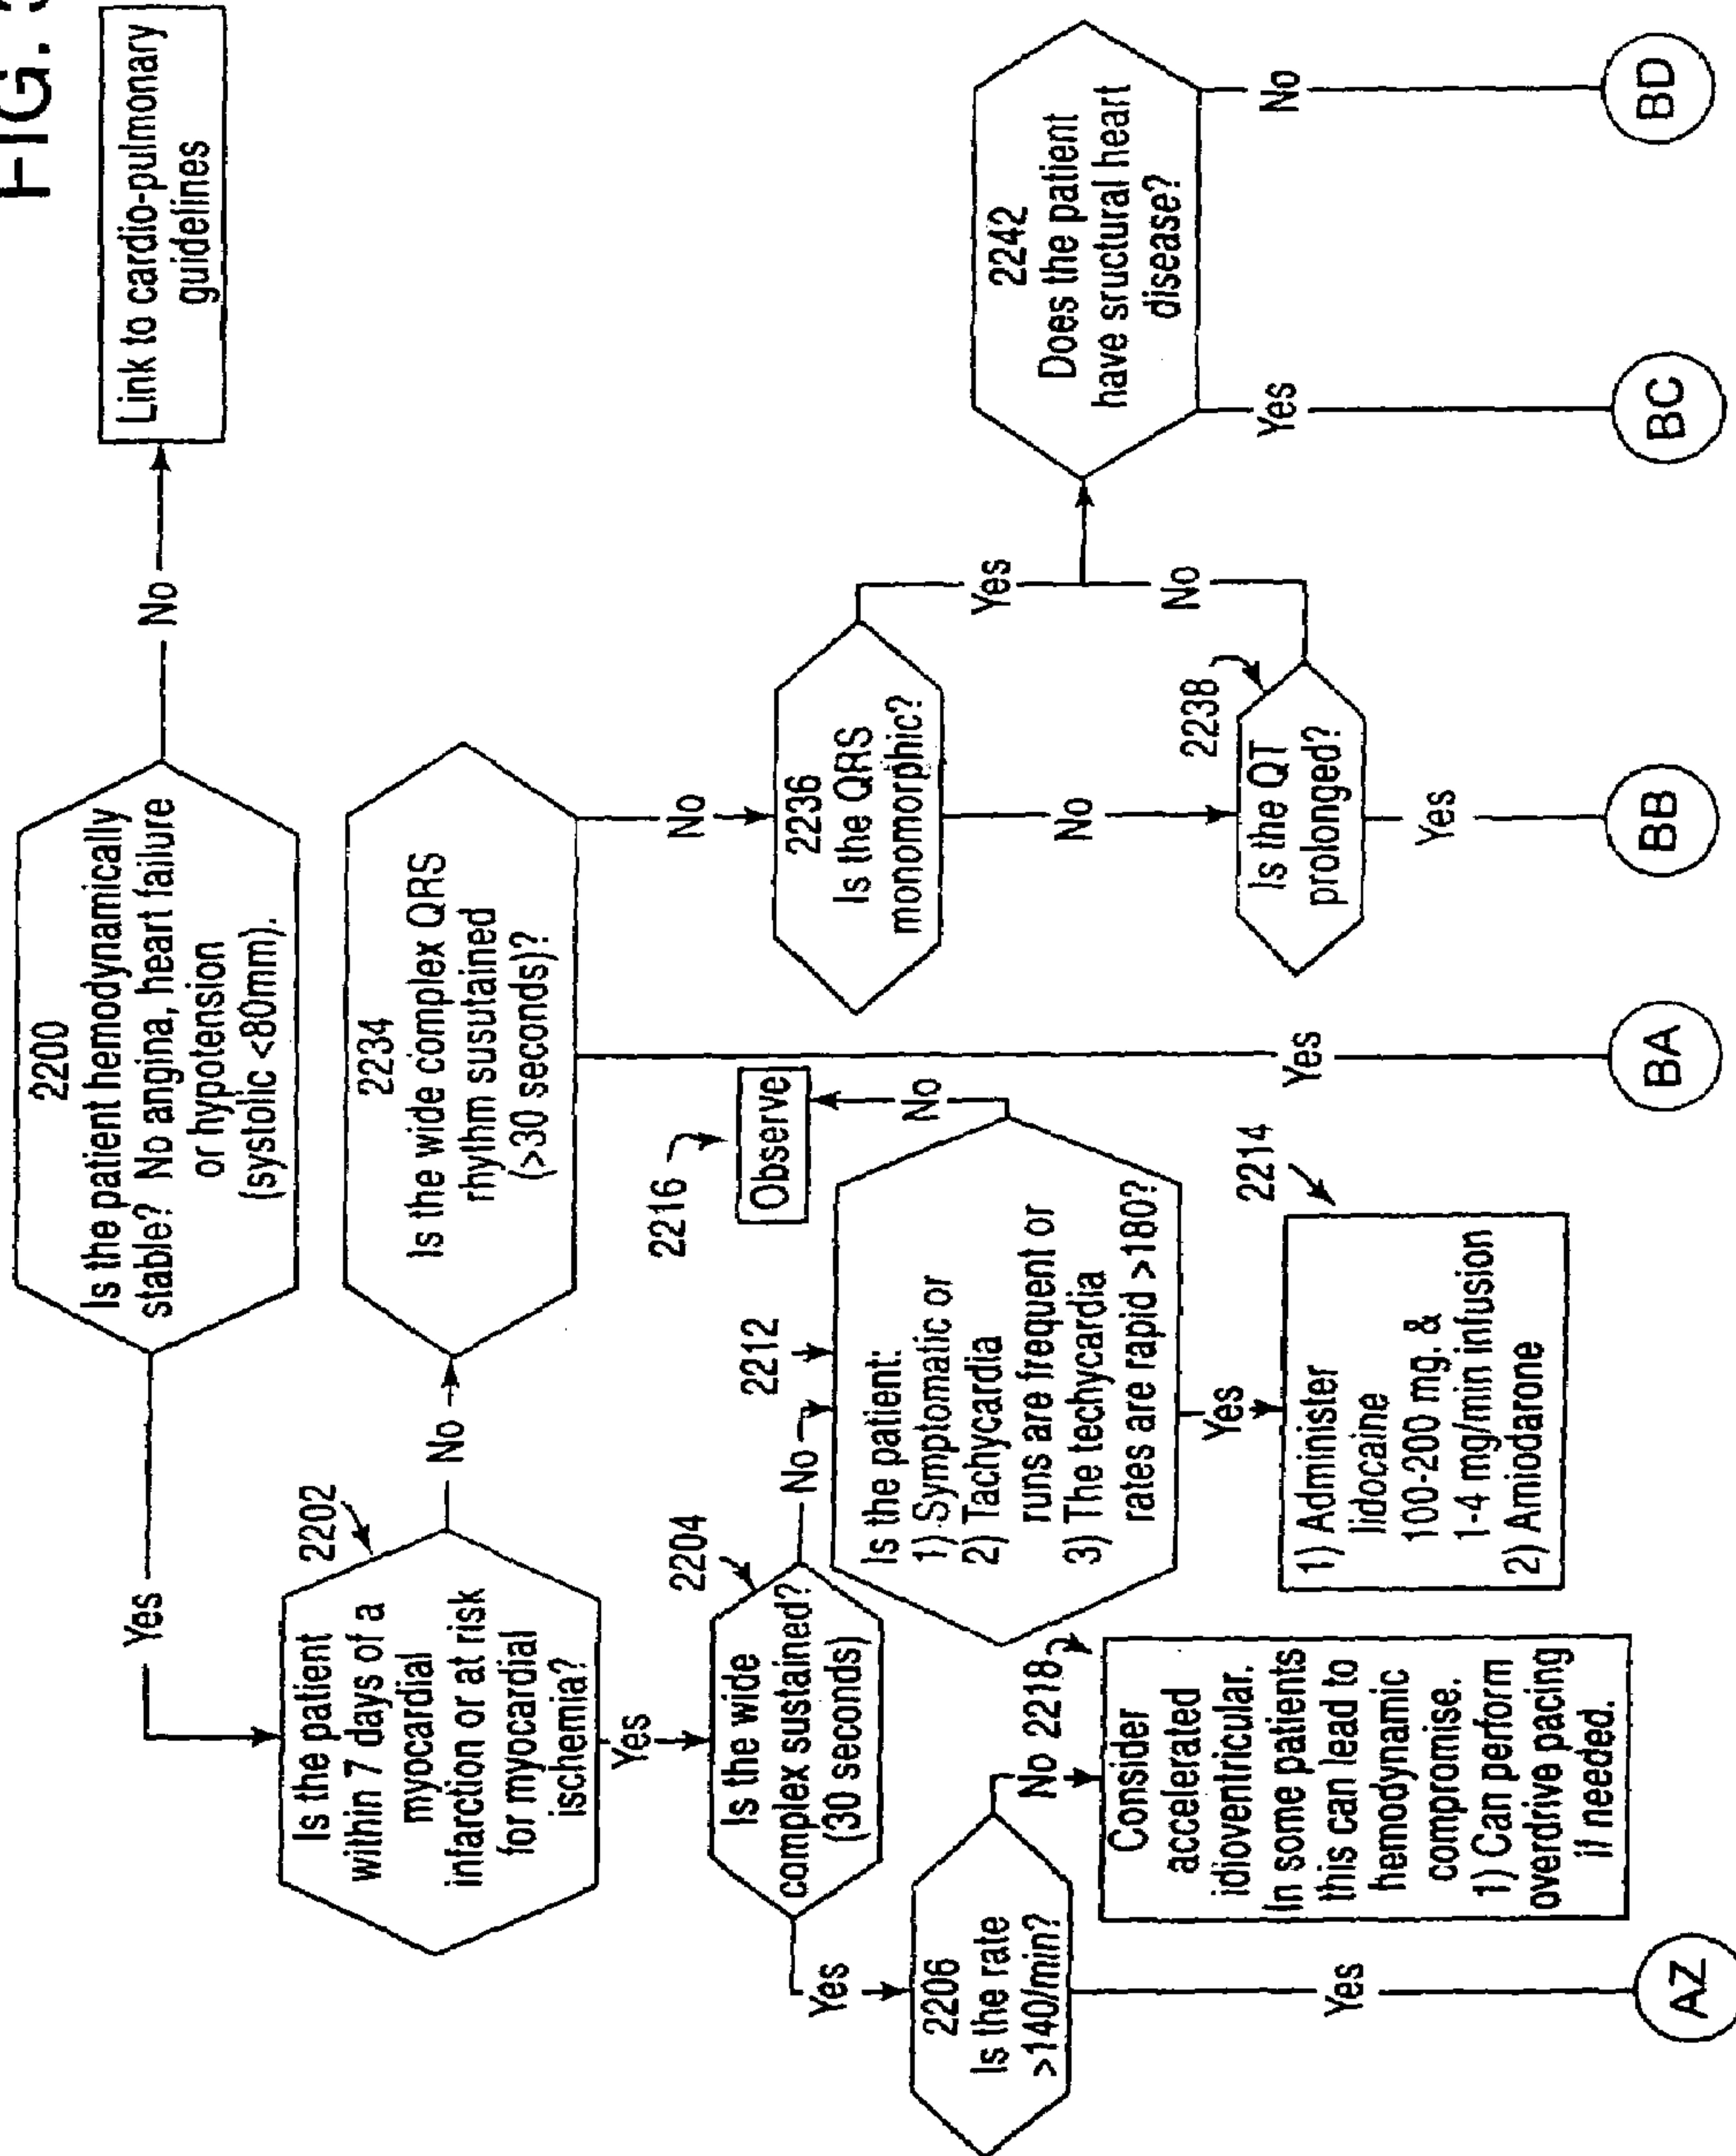 FIG.
Link to cardio-pulmonary
guidelines
No
2200
Is the patient hemodynamically
stable? No angina, heart failure
or hypotension
(systolic <80mm).
Yes
2202
Is the patient
within 7 days of a
myocardial
infarction or at risk
for myocardial
ischemia?
No
2234
Is the wide complex QRS
rhythm susutained
(>30 seconds)?
Yes
2204
Is the wide
complex sustained?
(30 seconds)
No
2212
Is the patient:
1) Symptomatic or
2) Tachycardia
runs are frequent or
3) The techycardia
rates are rapid >180?
No
2216
Observe
Yes
2214
1) Administer
lidocaine
100-200 mg. &
1-4 mg/min infusion
2) Amiodarone
Yes
2206
Is the rate
>140/min?
No 2218
Consider
accelerated
idioventricular.
In some patients
this can lead to
hemodynamic
compromise.
1) Can perform
overdrive pacing
if needed.
Yes
AZ
Yes
BA
No
2236
Is the QRS
monomorphic?
Yes
No
2238
Is the QT
prolonged?
No
Yes
BB
2242
Does the patient
have sructural heart
disease?
Yes
BC
No
BD